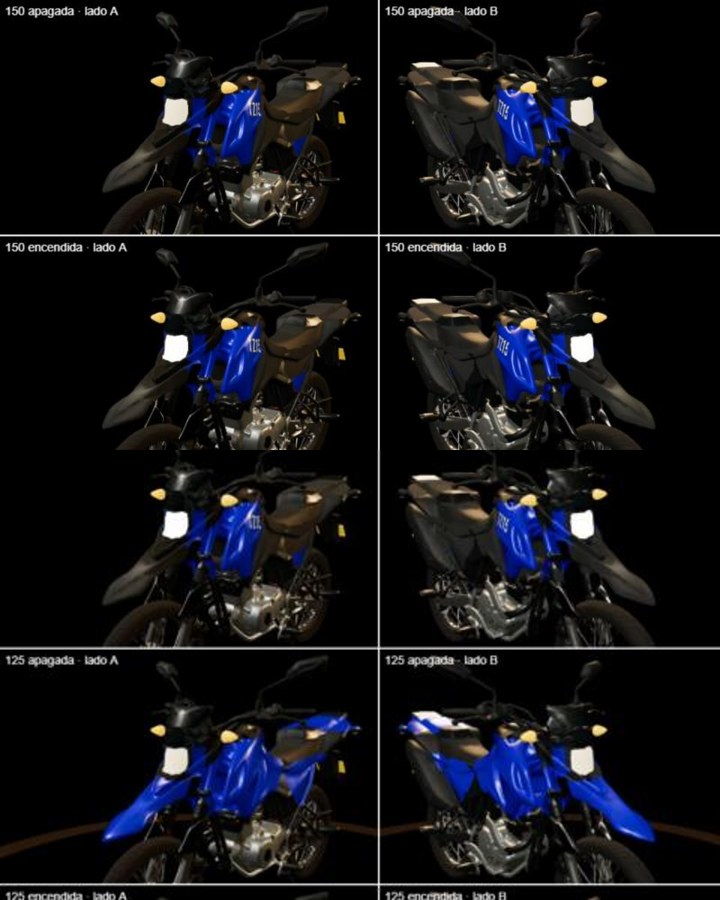 150 apagada · lado A
150 apagada · lado B
150 encendida · lado A
150 encendida · lado B
125 apagada · lado A
125 apagada · lado B
125 encendida · lado A
125 encendida · lado B